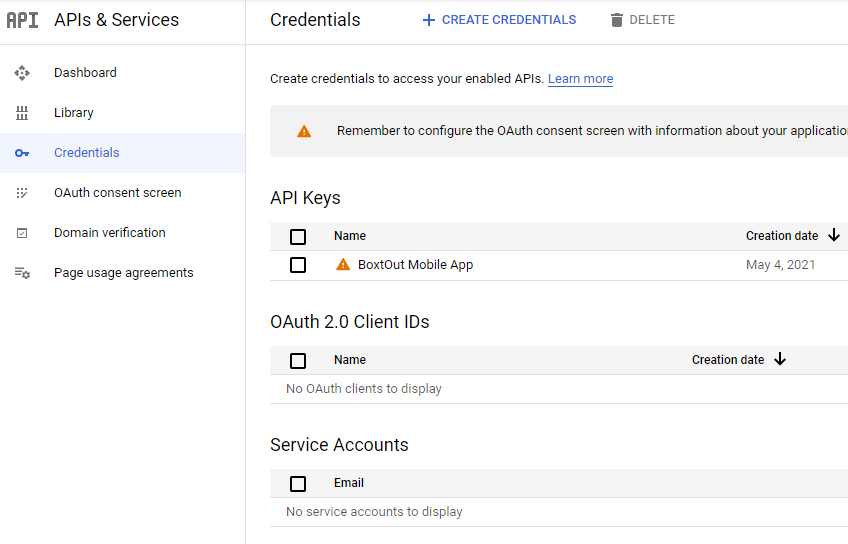 API APIs & Services
Credentials
+ CREATE CREDENTIALS
DELETE
Dashboard
Library
Credentials
OAuth consent screen
Domain verification
Page usage agreements
Create credentials to access your enabled APIs. Learn more
Remember to configure the OAuth consent screen with information about your application
API Keys
Name Creation date
BoxtOut Mobile App May 4, 2021
OAuth 2.0 Client IDs
Name Creation date
No OAuth clients to display
Service Accounts
Email
No service accounts to display